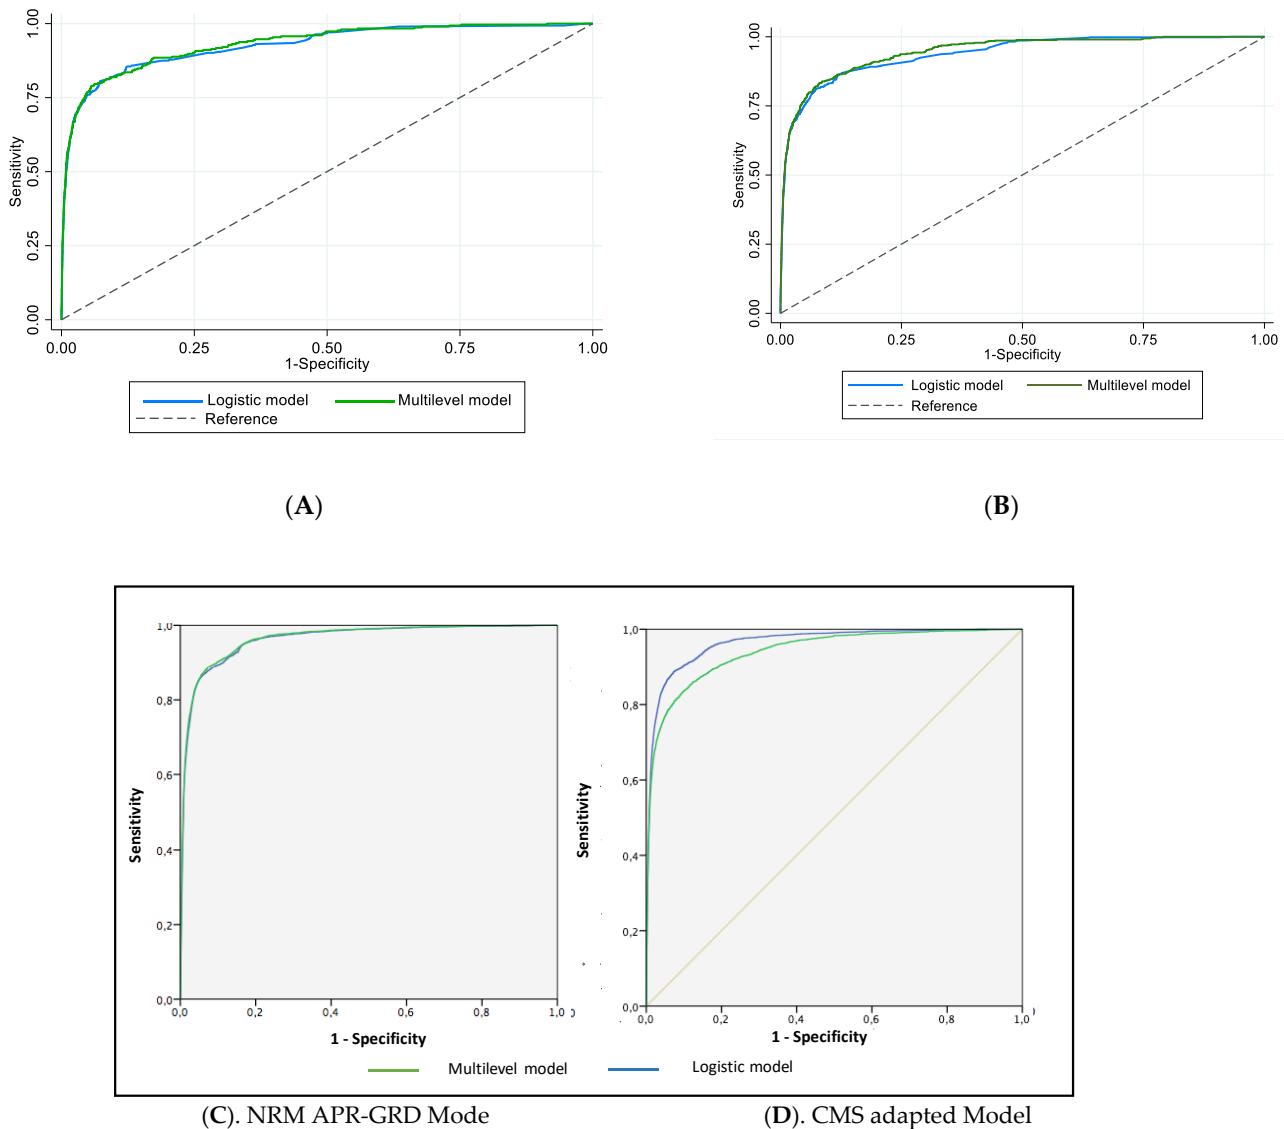 1.00
0.75
0.50
0.25
0.00
Sensitivity
0.00 0.25 0.50 0.75 1.00
1-Specificity
Logistic model Multilevel model
Reference
(A)
1.00
0.75
0.50
0.25
0.00
Sensitivity
0.00 0.25 0.50 0.75 1.00
1-Specificity
Logistic model Multilevel model
Reference
(B)
1,0
0,8
0,6
0,4
0,2
0,0
Sensitivity
0,0 0,2 0,4 0,6 0,8 1,0
1 - Specificity
1,0
0,8
0,6
0,4
0,2
0,0
Sensitivity
0,0 0,2 0,4 0,6 0,8 1,0
1 - Specificity
Multilevel model Logistic model
(C). NRM APR-GRD Mode
(D). CMS adapted Model